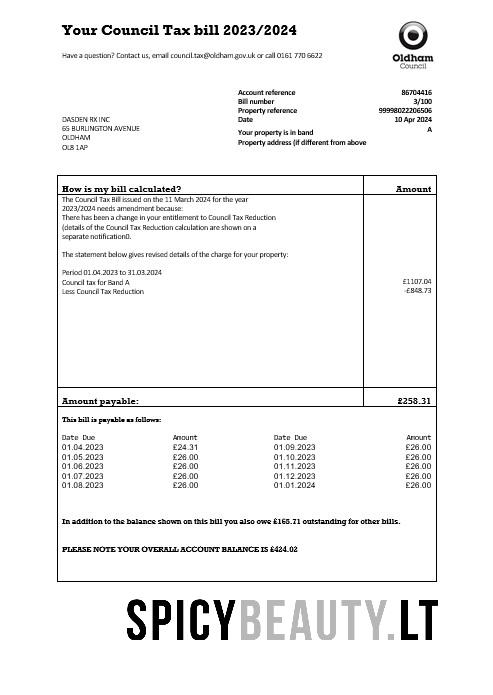 Your Council Tax bill 2023/2024
Have a question? Contact us, email council.tax@oldham.gov.uk or call 0161 770 6622
Oldham
Council
Account reference 86704416
Bill number 3/100
Property reference 99998022206506
Date 10 Apr 2024
Your property is in band A
Property address (if different from above
DASDEN RX INC
65 BURLINGTON AVENUE
OLDHAM
OL8 1AP
How is my bill calculated? Amount
The Council Tax Bill issued on the 11 March 2024 for the year
2023/2024 needs amendment because:
There has been a change in your entitlement to Council Tax Reduction
(details of the Council Tax Reduction calculation are shown on a
separate notification0.
The statement below gives revised details of the charge for your property:
Period 01.04.2023 to 31.03.2024
Council tax for Band A £1107.04
Less Council Tax Reduction -£848.73
Amount payable: £258.31
This bill is payable as follows:
Date Due Amount Date Due Amount
01.04.2023 £24.31 01.09.2023 £26.00
01.05.2023 £26.00 01.10.2023 £26.00
01.06.2023 £26.00 01.11.2023 £26.00
01.07.2023 £26.00 01.12.2023 £26.00
01.08.2023 £26.00 01.01.2024 £26.00
In addition to the balance shown on this bill you also owe £165.71 outstanding for other bills.
PLEASE NOTE YOUR OVERALL ACCOUNT BALANCE IS £424.02
SPICYBEAUTY.LT